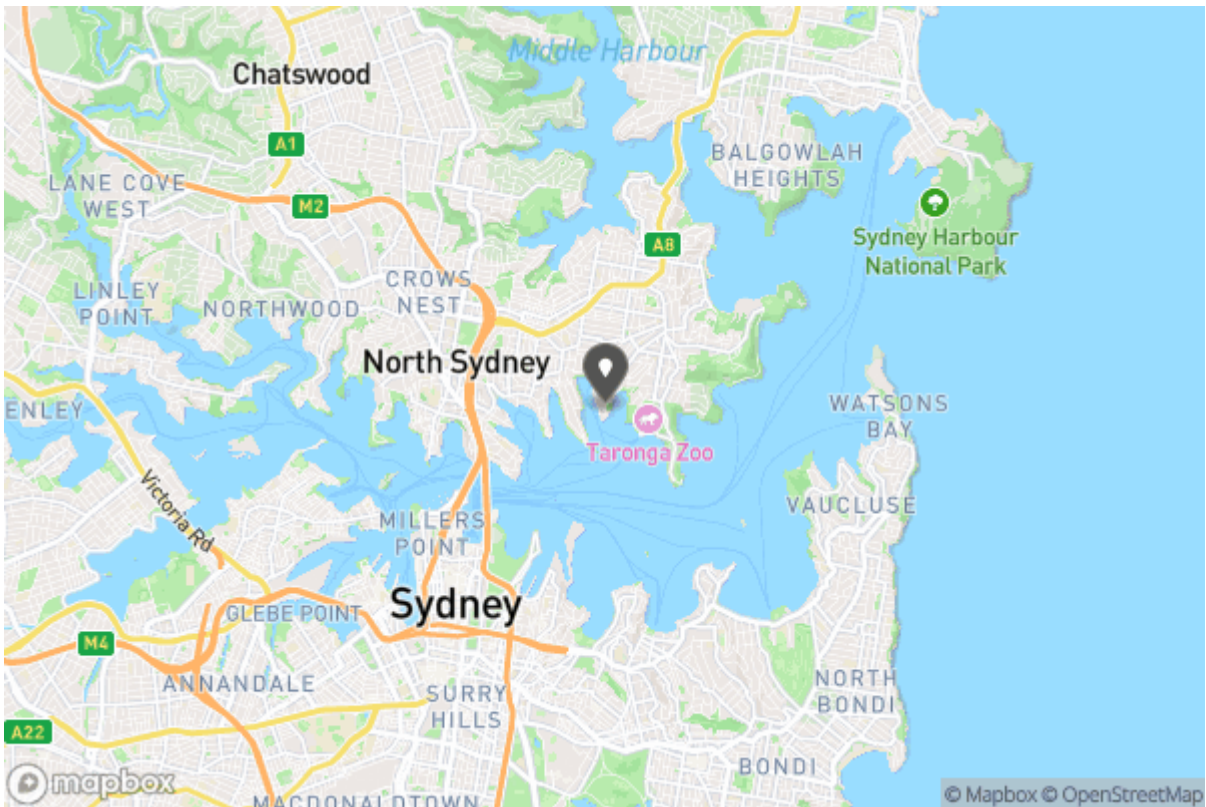 Middle Harbour
Chatswood
A1
BALGOWLAH
HEIGHTS
LANE COVE
WEST
M2
A8
Sydney Harbour
National Park
CROWS
NEST
LINLEY
POINT
NORTHWOOD
North Sydney
ENLEY
WATSONS
BAY
Taronga Zoo
Victoria Rd
VAUCLUSE
MILLERS
POINT
Sydney
GLEBE POINT
M4
ANNANDALE
SURRY
HILLS
NORTH
BONDI
A22
BONDI
mapbox
MACDONALDTOWN
© Mapbox © OpenStreetMap